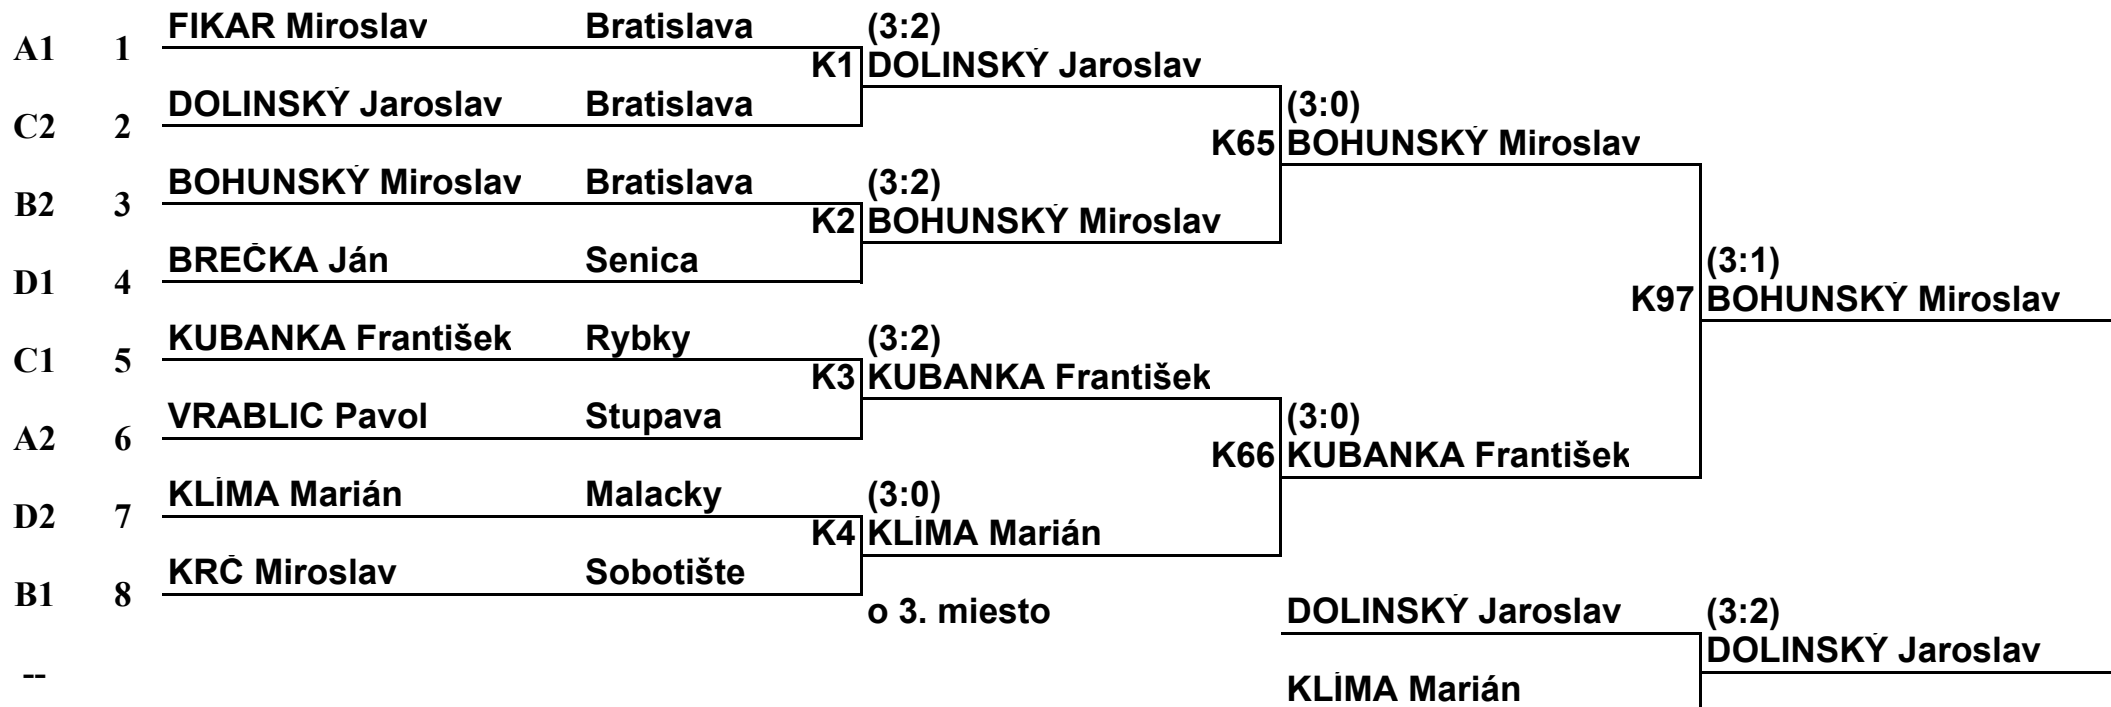 FIKAR Miroslav Bratislava (3:2)
A1 1
K1 DOLINSKÝ Jaroslav
DOLINSKÝ Jaroslav Bratislava (3:0)
C2 2
K65 BOHUNSKÝ Miroslav
BOHUNSKÝ Miroslav Bratislava (3:2)
B2 3
K2 BOHUNSKÝ Miroslav
BREČKA Ján Senica (3:1)
D1 4
K97 BOHUNSKÝ Miroslav
KUBANKA František Rybky (3:2)
C1 5
K3 KUBANKA František
VRABLIC Pavol Stupava (3:0)
A2 6
K66 KUBANKA František
KLÍMA Marián Malacky (3:0)
D2 7
K4 KLÍMA Marián
KRČ Miroslav Sobotište
B1 8
o 3. miesto DOLINSKÝ Jaroslav (3:2)
DOLINSKÝ Jaroslav
--
KLÍMA Marián